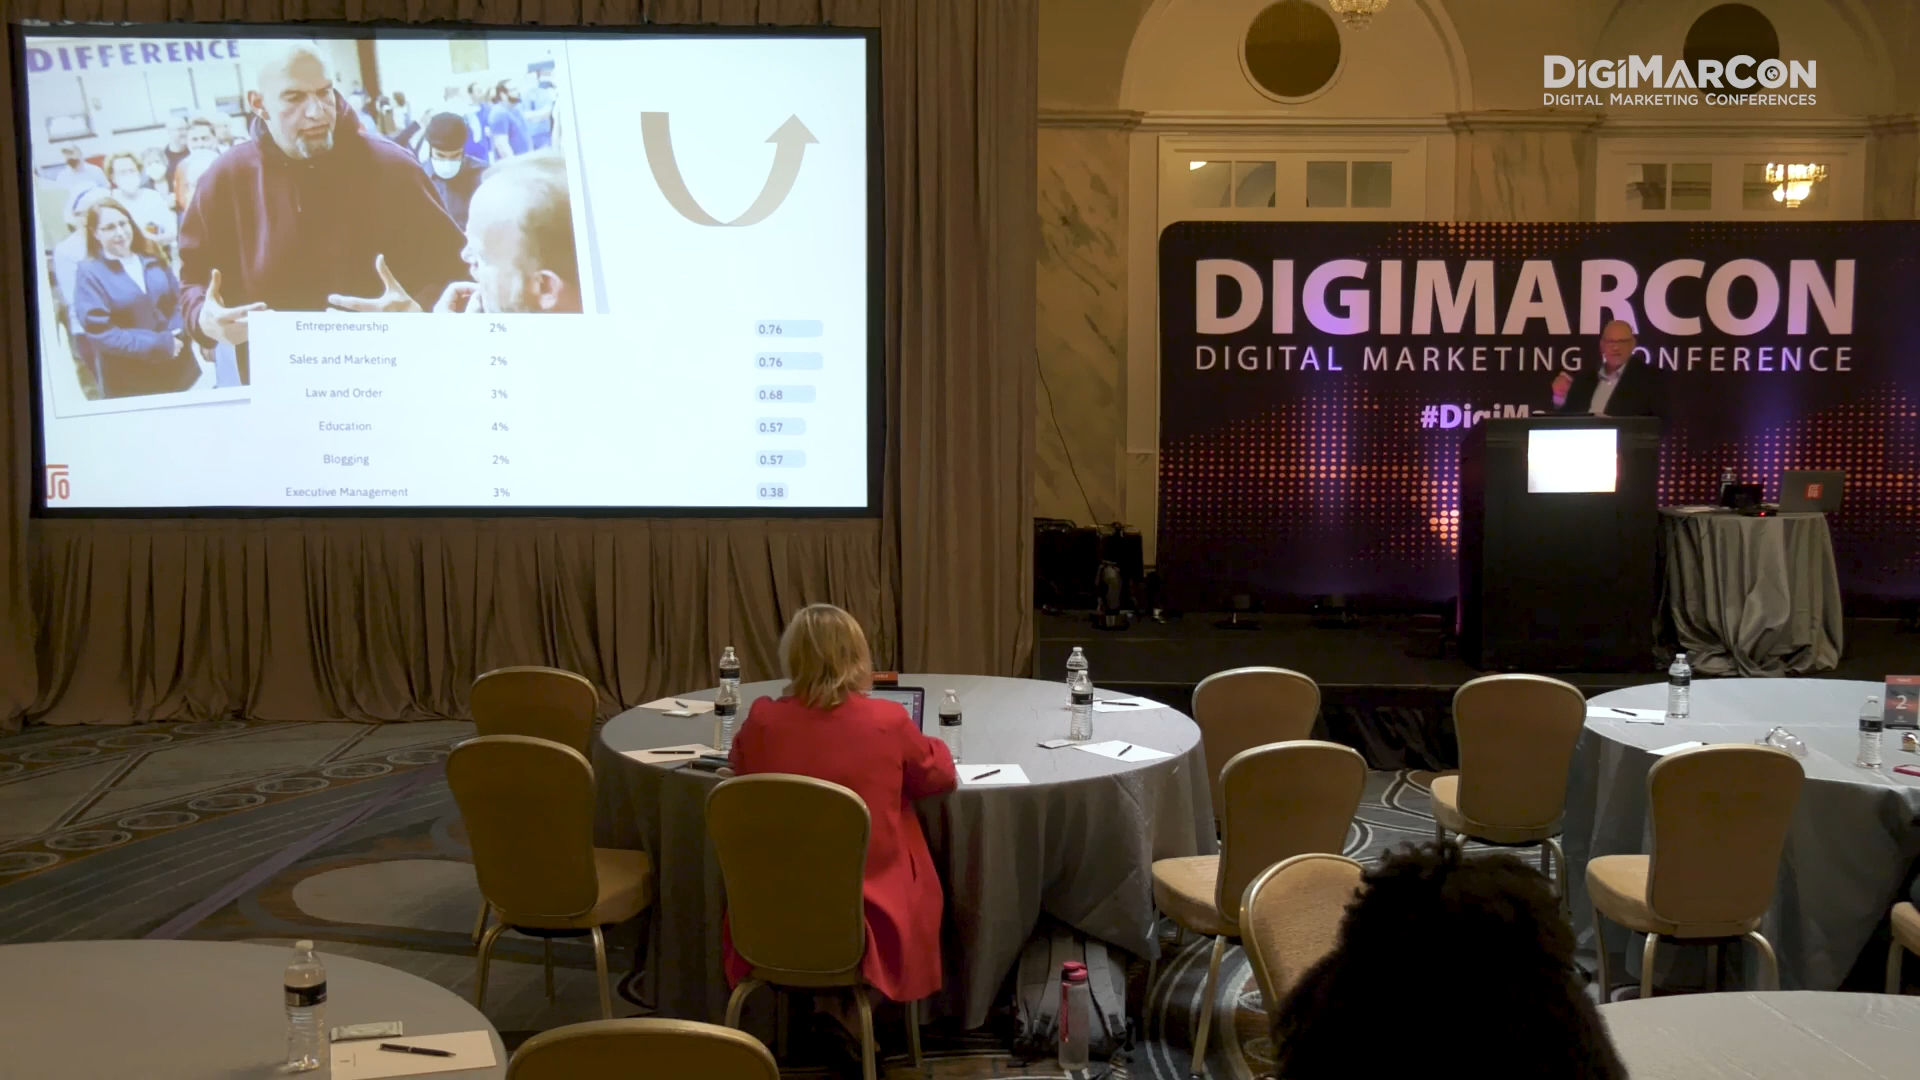 DIFFERENCE
Entrepreneurship 2% 0.76
Sales and Marketing 2% 0.76
Law and Order 3% 0.68
Education 4% 0.57
Blogging 2% 0.57
Executive Management 3% 0.38
DIGIMARCON
DIGITAL MARKETING CONFERENCES
DIGIMARCON
DIGITAL MARKETING CONFERENCE
#DigiMa
2